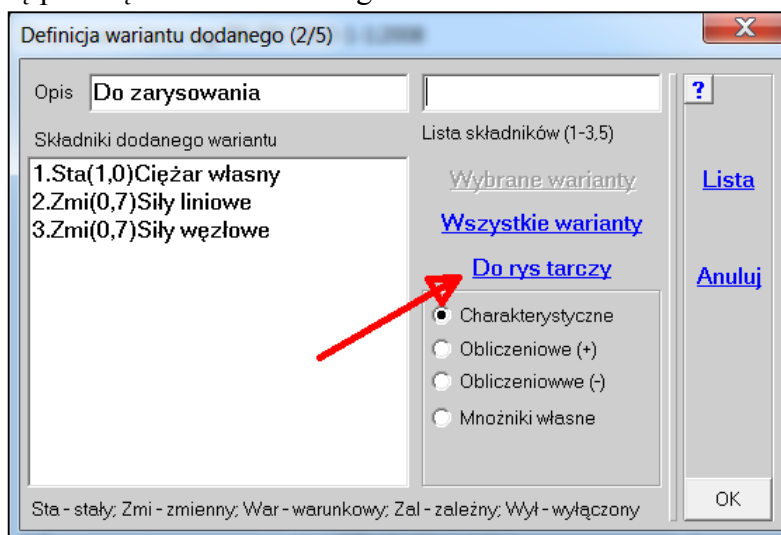 Definicja wariantu dodanego (2/5)
X
Opis Do zarysowania
?
Składniki dodanego wariantu
Lista składników (1-3,5)
1.Sta(1,0)Ciężar własny
2.Zmi(0,7)Siły liniowe
3.Zmi(0,7)Siły węzłowe
Wybrane warianty
Wszystkie warianty
Do rys tarczy
Charakterystyczne
Obliczeniowe (+)
Obliczeniowwe (-)
Mnożniki własne
Lista
Anuluj
OK
Sta - stały; Zmi - zmienny; War - warunkowy; Zal - zależny; Wył - wyłączony